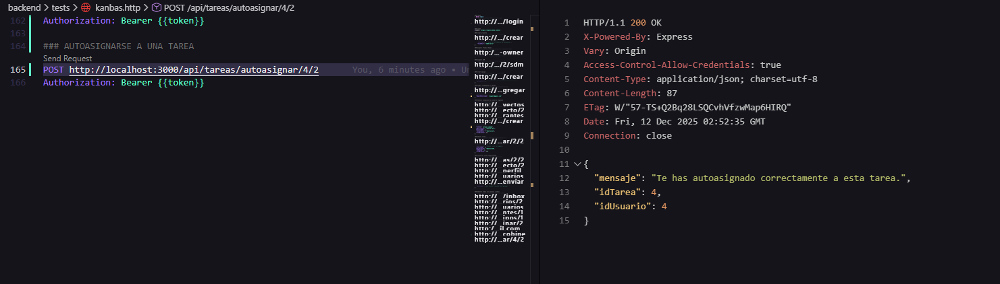 backend > tests > kanbas.http > POST /api/tareas/autoasignar/4/2
162 Authorization: Bearer {{token}}
163
164 ### AUTOASIGNARSE A UNA TAREA
Send Request
165 POST http://localhost:3000/api/tareas/autoasignar/4/2 You, 6 minutes ago • U
166 Authorization: Bearer {{token}}
http://.../login
http://.../crear
http:/...-owner
http:/.../2/sdm
http://.../crear
http://...gregar
http://...yectos
http://...ecto/2
http://...rantes
http://.../crear
http://...ar/2/2
http://...as/2/2
http://...ecto/2
http://...perfil
http://...uarios
http://...enviar
http://.../inbox
http://...rios/2
http://...uarios
http://...ntes/1
http://...ipos/1
http://...inar/2
http:/...il.com
http://...cobine
http://...ar/4/2
1 HTTP/1.1 200 OK
2 X-Powered-By: Express
3 Vary: Origin
4 Access-Control-Allow-Credentials: true
5 Content-Type: application/json; charset=utf-8
6 Content-Length: 87
7 ETag: W/"57-TS+Q2Bq28LSQCvhVfzwMap6HIRQ"
8 Date: Fri, 12 Dec 2025 02:52:35 GMT
9 Connection: close
10
11 {
12 "mensaje": "Te has autoasignado correctamente a esta tarea.",
13 "idTarea": 4,
14 "idUsuario": 4
15 }